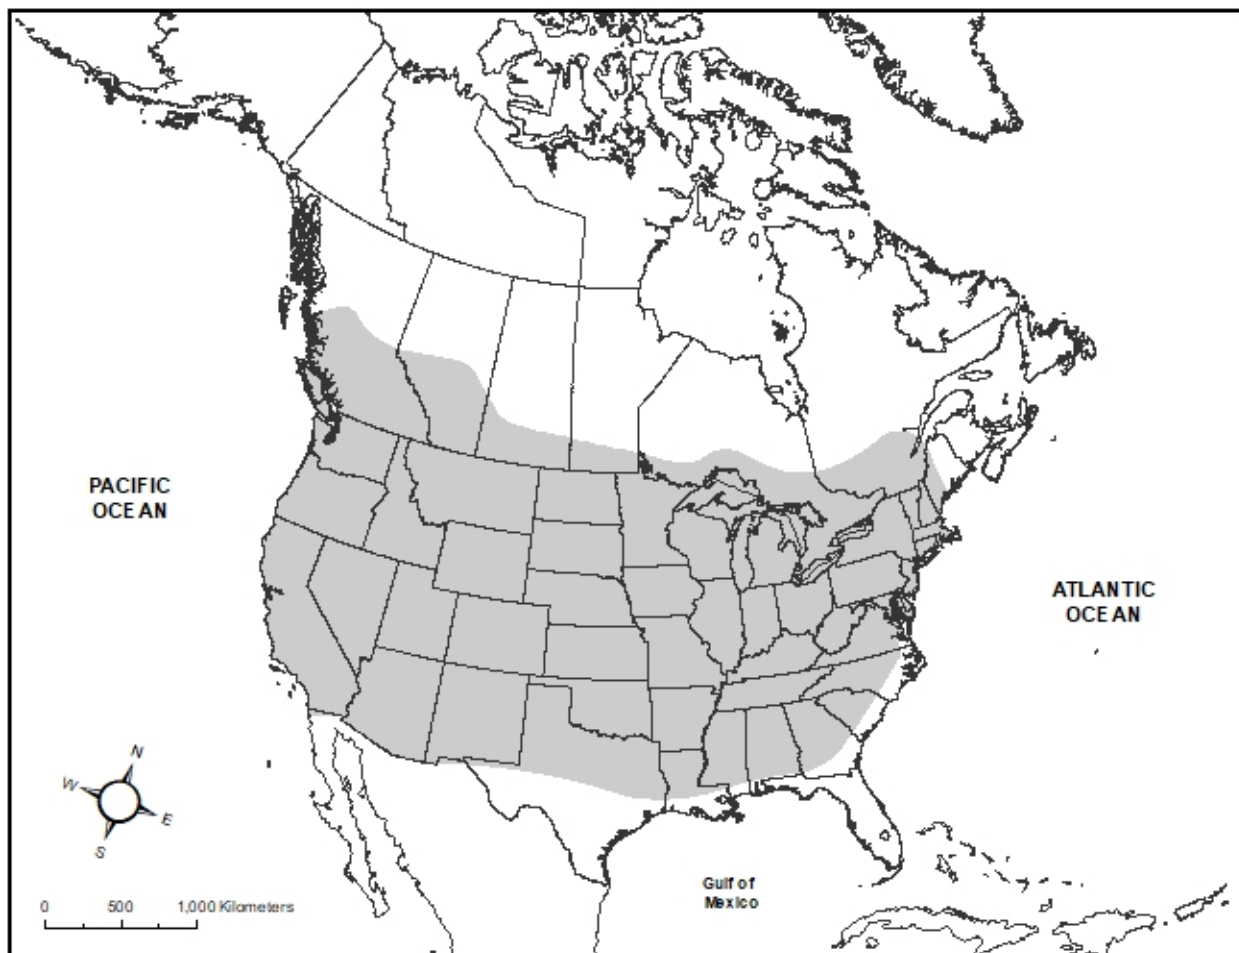 PACIFIC
OCEAN
ATLANTIC
OCEAN
N
W
E
S
Gulf of
Mexico
0 500 1,000 Kilometers